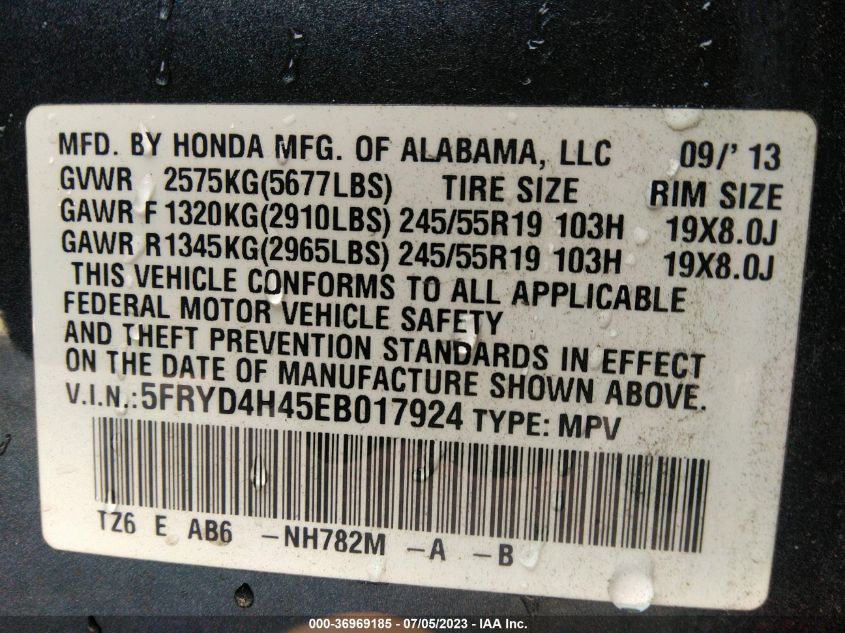 MFD. BY HONDA MFG. OF ALABAMA, LLC 09/' 13
GVWR 2575KG(5677LBS) TIRE SIZE RIM SIZE
GAWR F 1320KG(2910LBS) 245/55R19 103H 19X8.0J
GAWR R 1345KG(2965LBS) 245/55R19 103H 19X8.0J
THIS VEHICLE CONFORMS TO ALL APPLICABLE
FEDERAL MOTOR VEHICLE SAFETY
AND THEFT PREVENTION STANDARDS IN EFFECT
ON THE DATE OF MANUFACTURE SHOWN ABOVE.
V.I.N.: 5FRYD4H45EB017924 TYPE: MPV
TZ6 E AB6 -NH782M -A -B
000-36969185 - 07/05/2023 - IAA Inc.